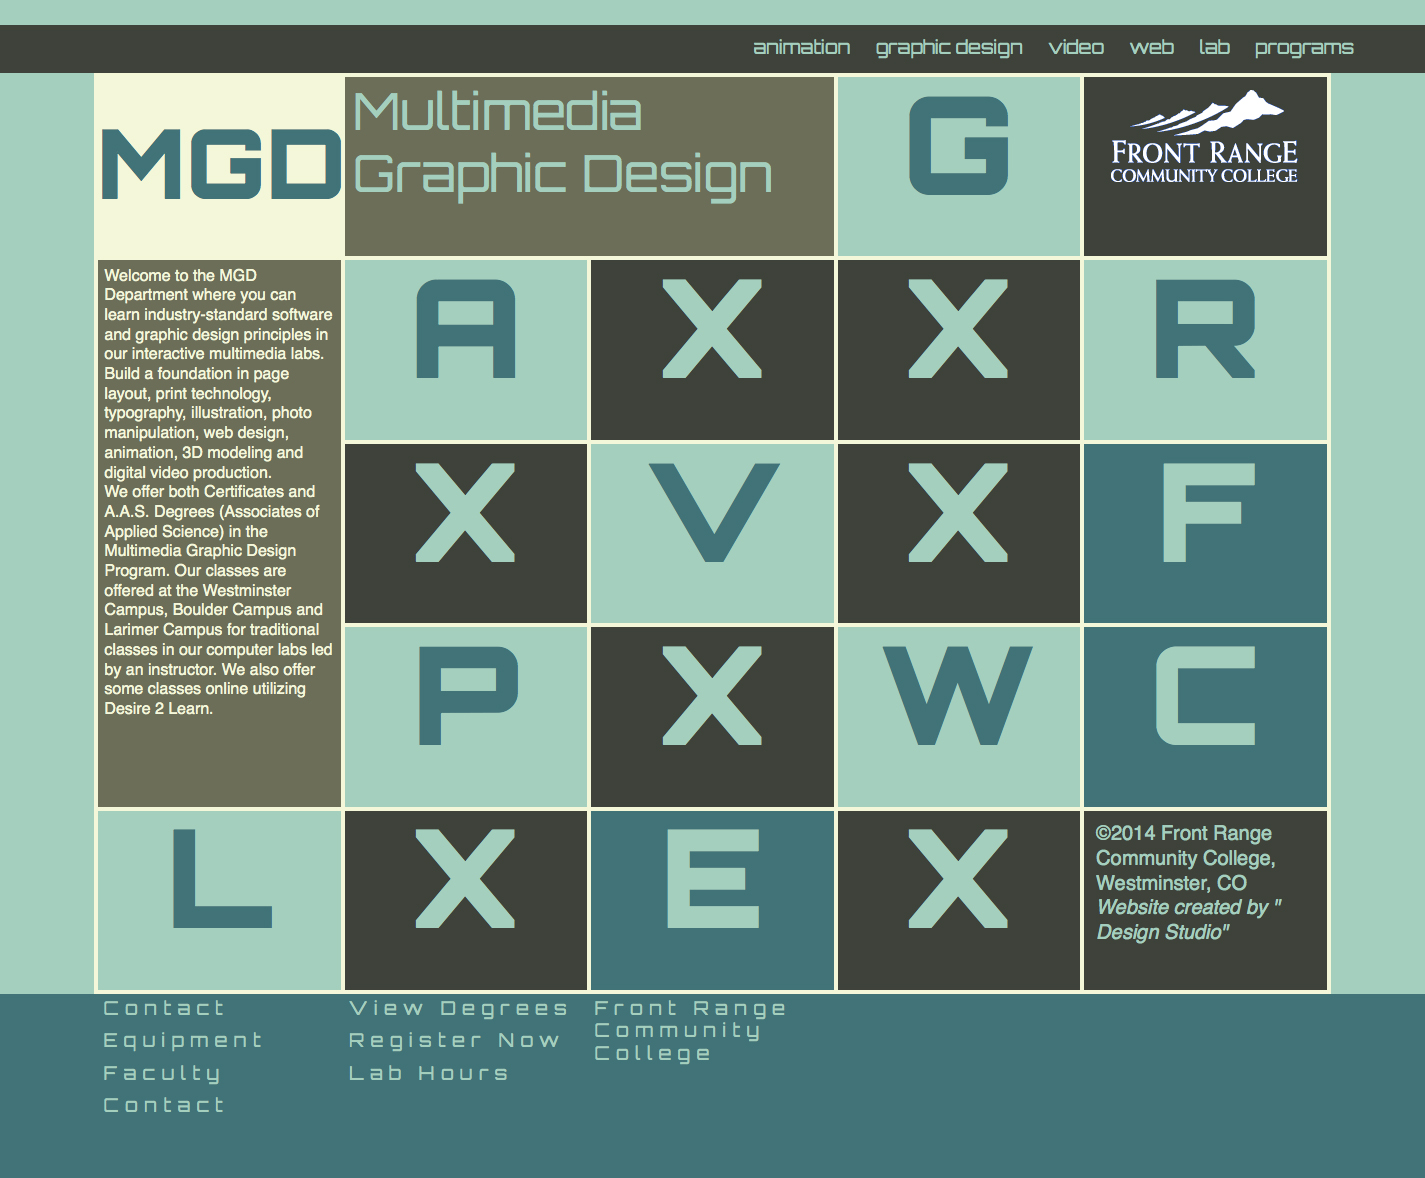 animation graphic design video web lab programs
MGD
Multimedia
Graphic Design
G
FRONT RANGE
COMMUNITY COLLEGE
Welcome to the MGD
Department where you can
learn industry-standard software
and graphic design principles in
our interactive multimedia labs.
Build a foundation in page
layout, print technology,
typography, illustration, photo
manipulation, web design,
animation, 3D modeling and
digital video production.
We offer both Certificates and
A.A.S. Degrees (Associates of
Applied Science) in the
Multimedia Graphic Design
Program. Our classes are
offered at the Westminster
Campus, Boulder Campus and
Larimer Campus for traditional
classes in our computer labs led
by an instructor. We also offer
some classes online utilizing
Desire 2 Learn.
A X X R
X V X F
P X W C
L X E X
©2014 Front Range
Community College,
Westminster, CO
Website created by "
Design Studio"
Contact
Equipment
Faculty
Contact
View Degrees
Register Now
Lab Hours
Front Range
Community
College